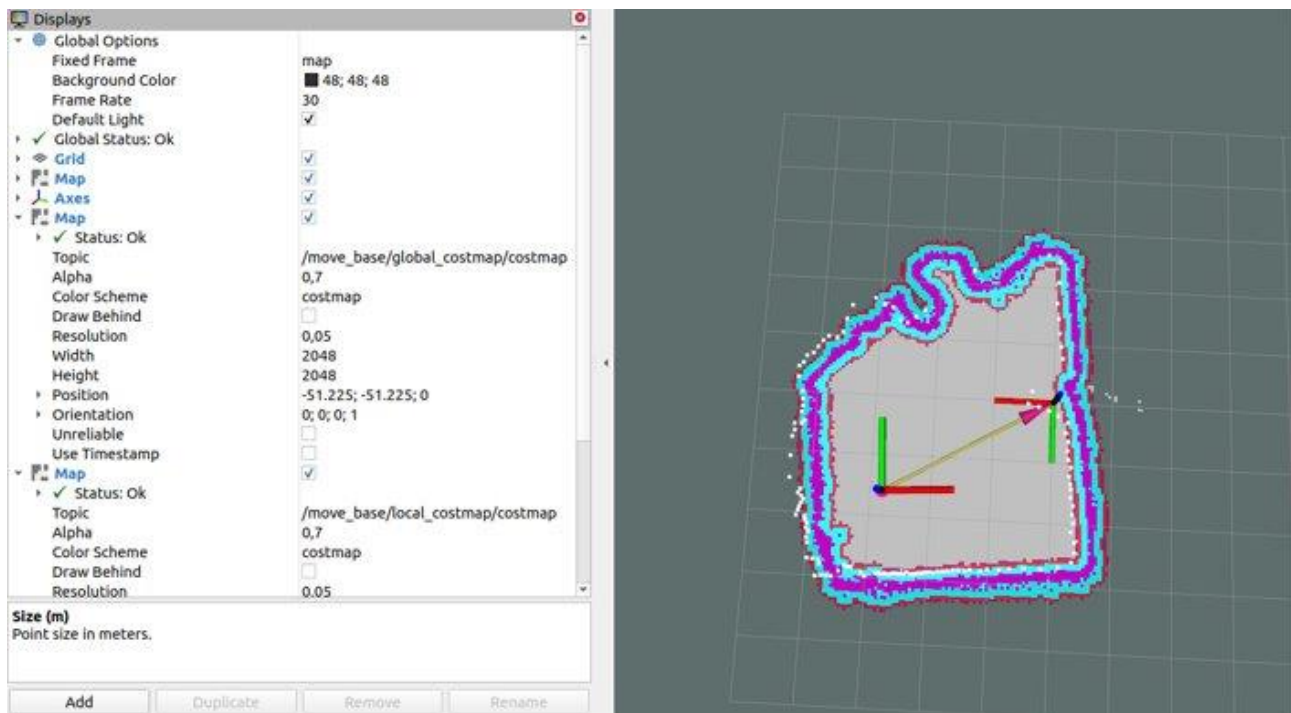 Displays
Global Options
Fixed Frame map
Background Color 48; 48; 48
Frame Rate 30
Default Light
Global Status: Ok
Grid
Map
Axes
Map
Status: Ok
Topic /move_base/global_costmap/costmap
Alpha 0,7
Color Scheme costmap
Draw Behind
Resolution 0,05
Width 2048
Height 2048
Position -51.225; -51.225; 0
Orientation 0; 0; 0; 1
Unreliable
Use Timestamp
Map
Status: Ok
Topic /move_base/local_costmap/costmap
Alpha 0,7
Color Scheme costmap
Draw Behind
Resolution 0.05
Size (m)
Point size in meters.
Add Duplicate Remove Rename